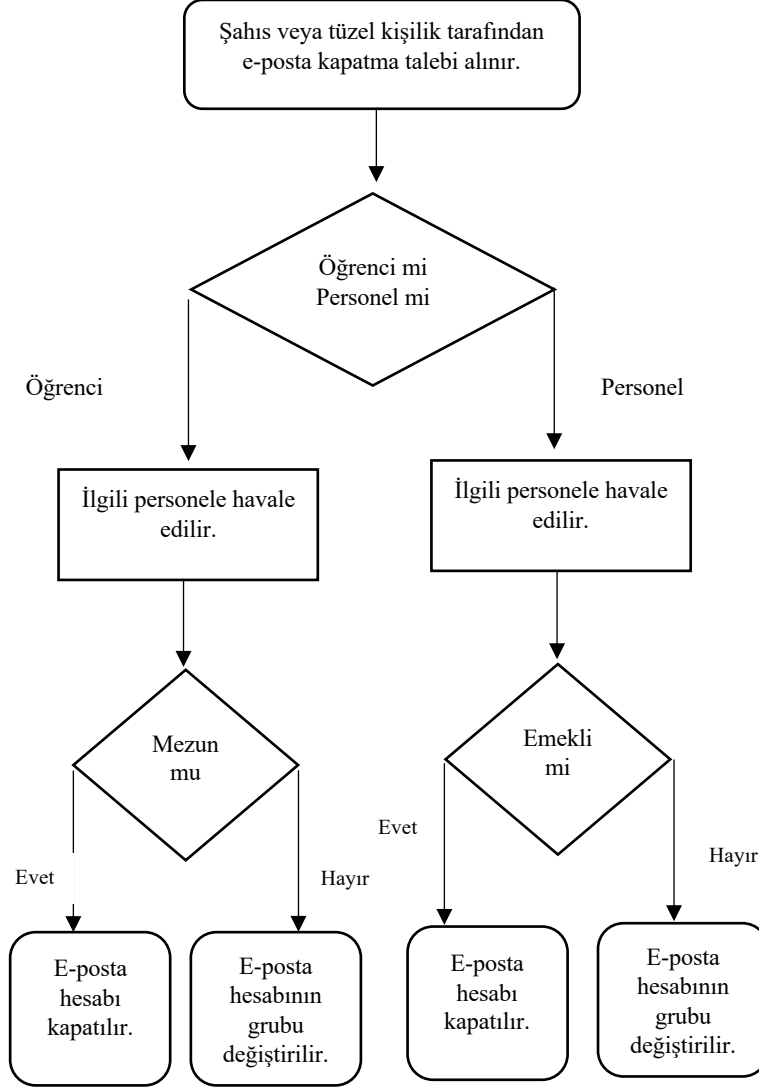 Şahıs veya tüzel kişilik tarafından
e-posta kapatma talebi alınır.
Öğrenci mi
Personel mi
Öğrenci
Personel
İlgili personele havale
edilir.
İlgili personele havale
edilir.
Mezun
mu
Emekli
mi
Evet
Hayır
Evet
Hayır
E-posta
hesabı
kapatılır.
E-posta
hesabının
grubu
değiştirilir.
E-posta
hesabı
kapatılır.
E-posta
hesabının
grubu
değiştirilir.